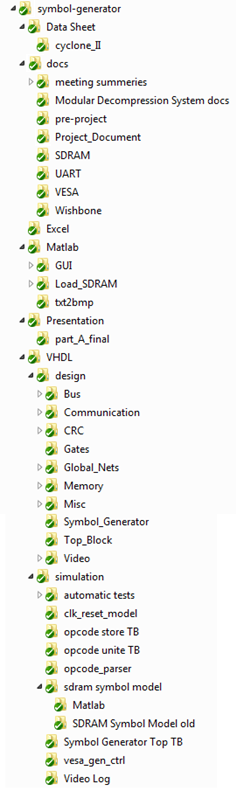 symbol-generator
Data Sheet
cyclone_II
docs
meeting summeries
Modular Decompression System docs
pre-project
Project_Document
SDRAM
UART
VESA
Wishbone
Excel
Matlab
GUI
Load_SDRAM
txt2bmp
Presentation
part_A_final
VHDL
design
Bus
Communication
CRC
Gates
Global_Nets
Memory
Misc
Symbol_Generator
Top_Block
Video
simulation
automatic tests
clk_reset_model
opcode store TB
opcode unite TB
opcode_parser
sdram symbol model
Matlab
SDRAM Symbol Model old
Symbol Generator Top TB
vesa_gen_ctrl
Video Log